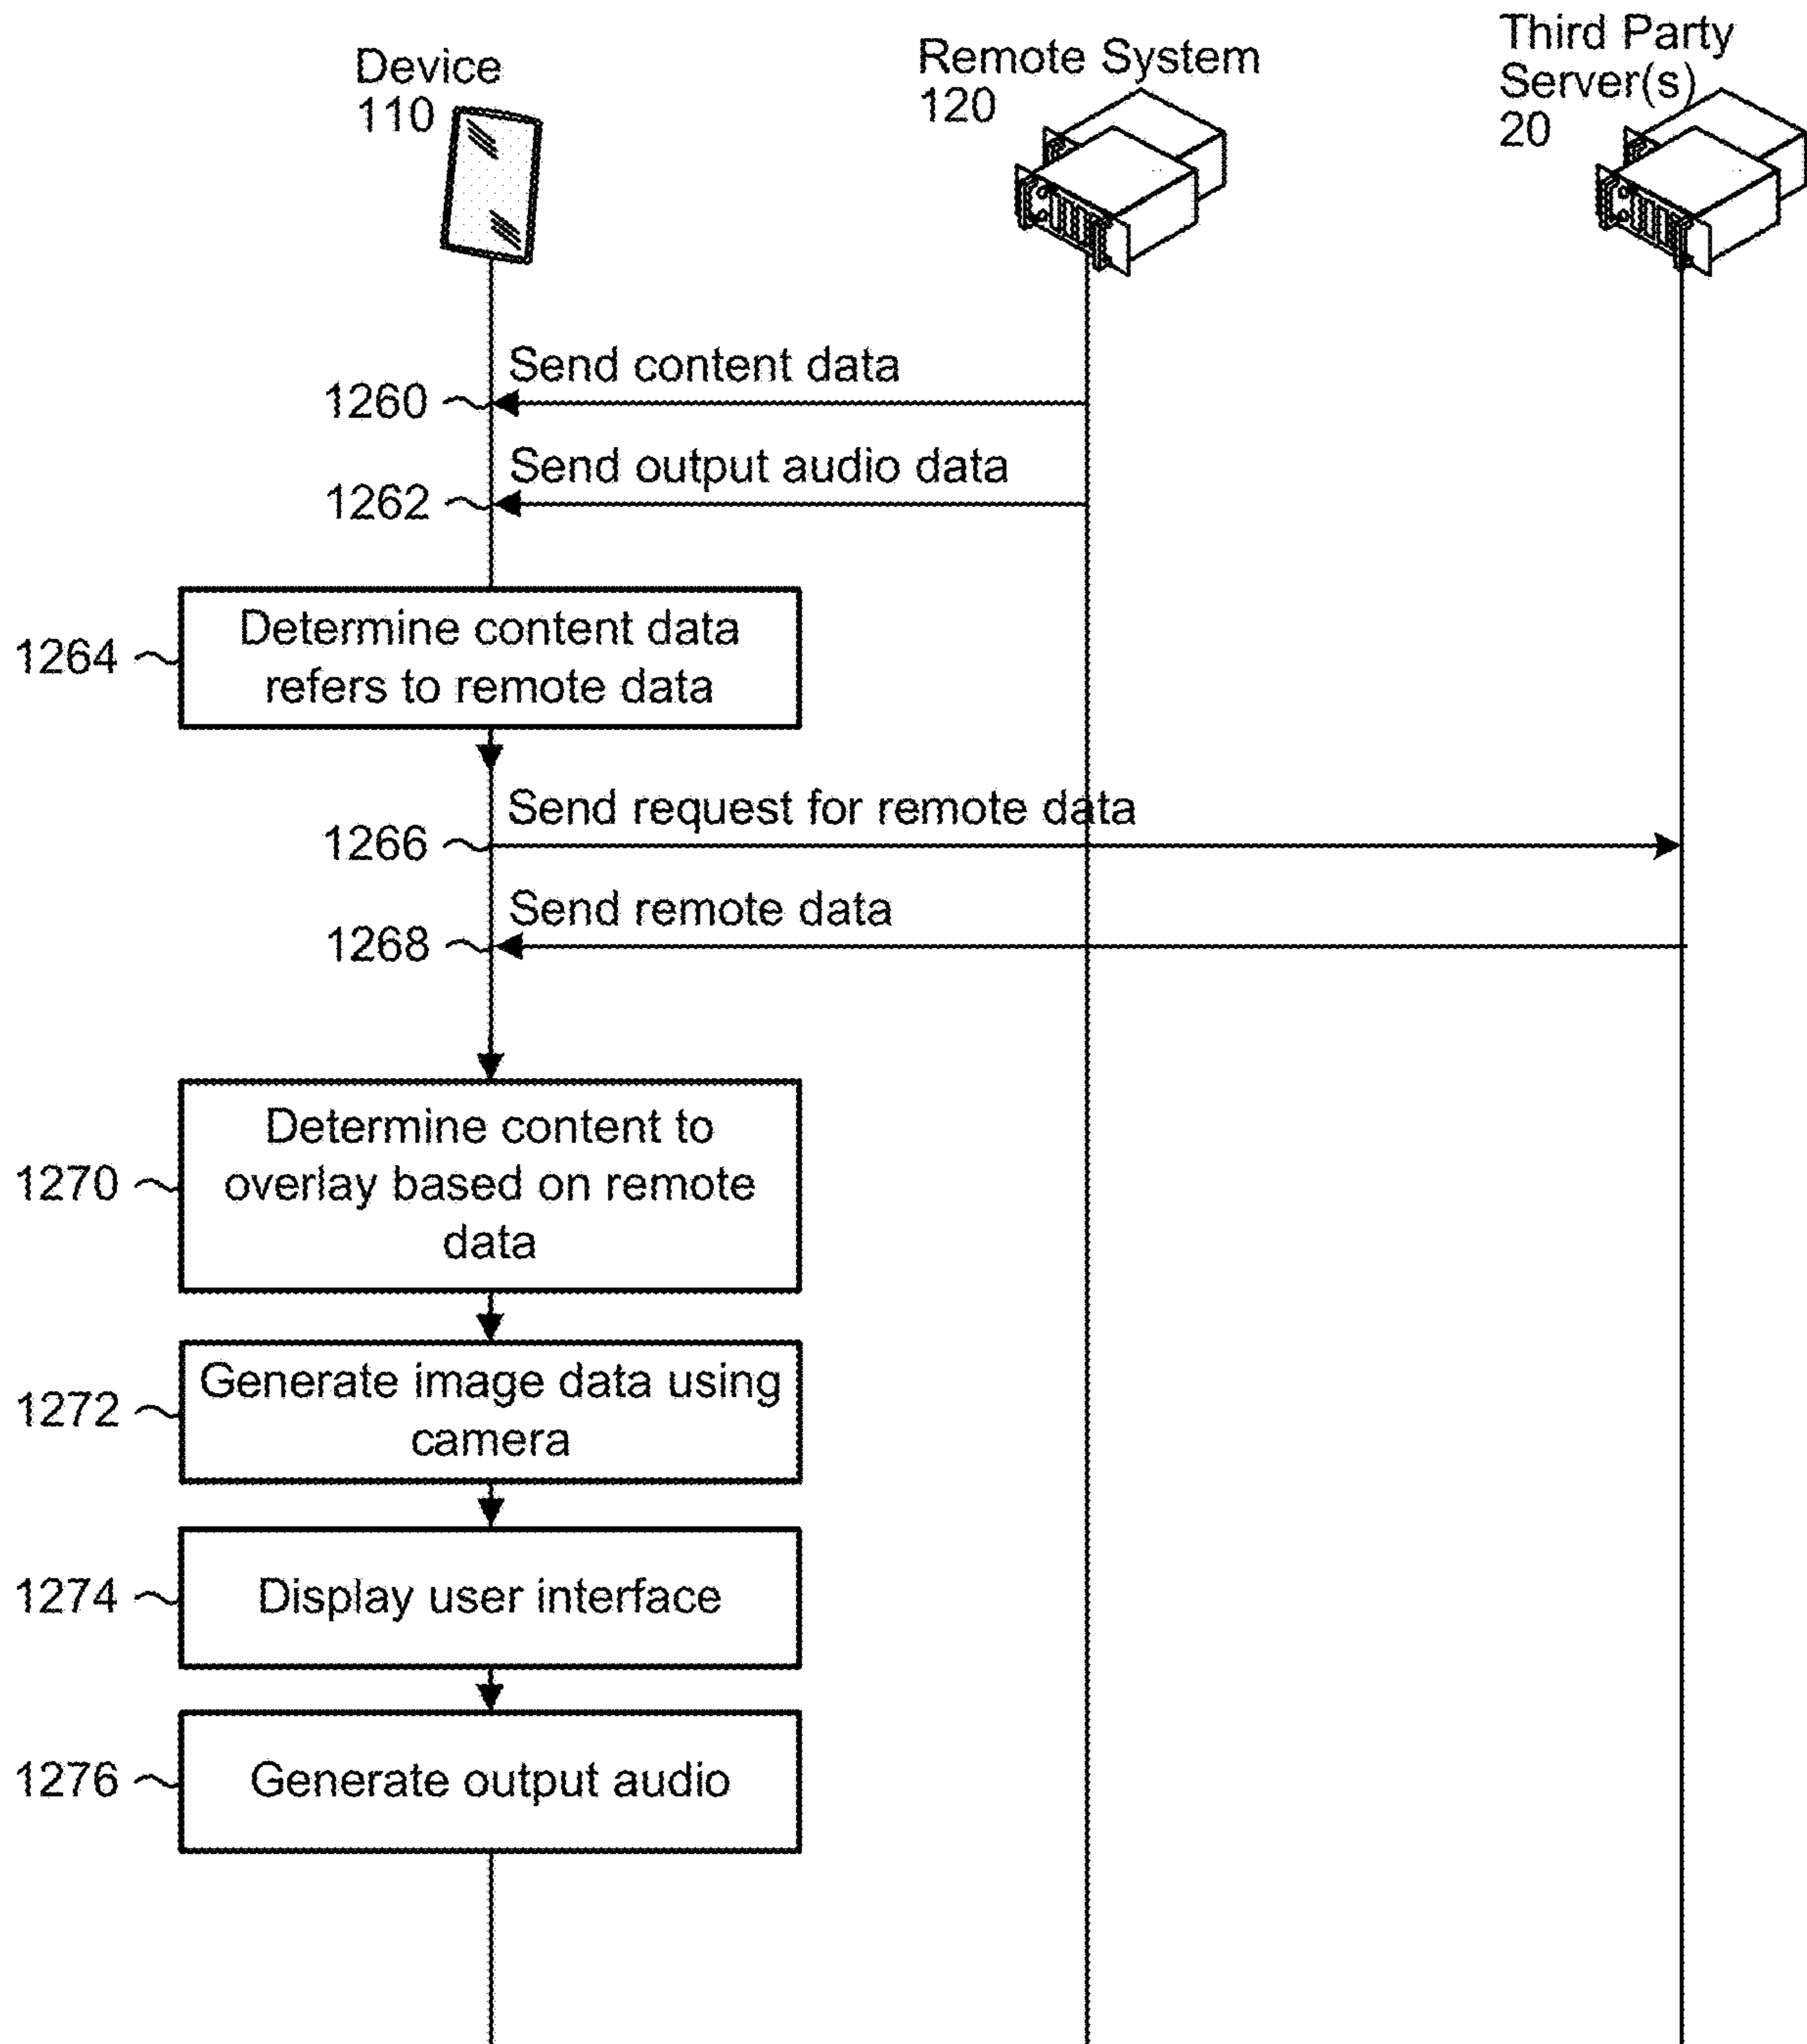 Device
110
Remote System
120
Third Party
Server(s)
20
Send content data
1260
Send output audio data
1262
Determine content data
refers to remote data
1264
Send request for remote data
1266
Send remote data
1268
Determine content to
overlay based on remote
data
1270
Generate image data using
camera
1272
Display user interface
1274
Generate output audio
1276